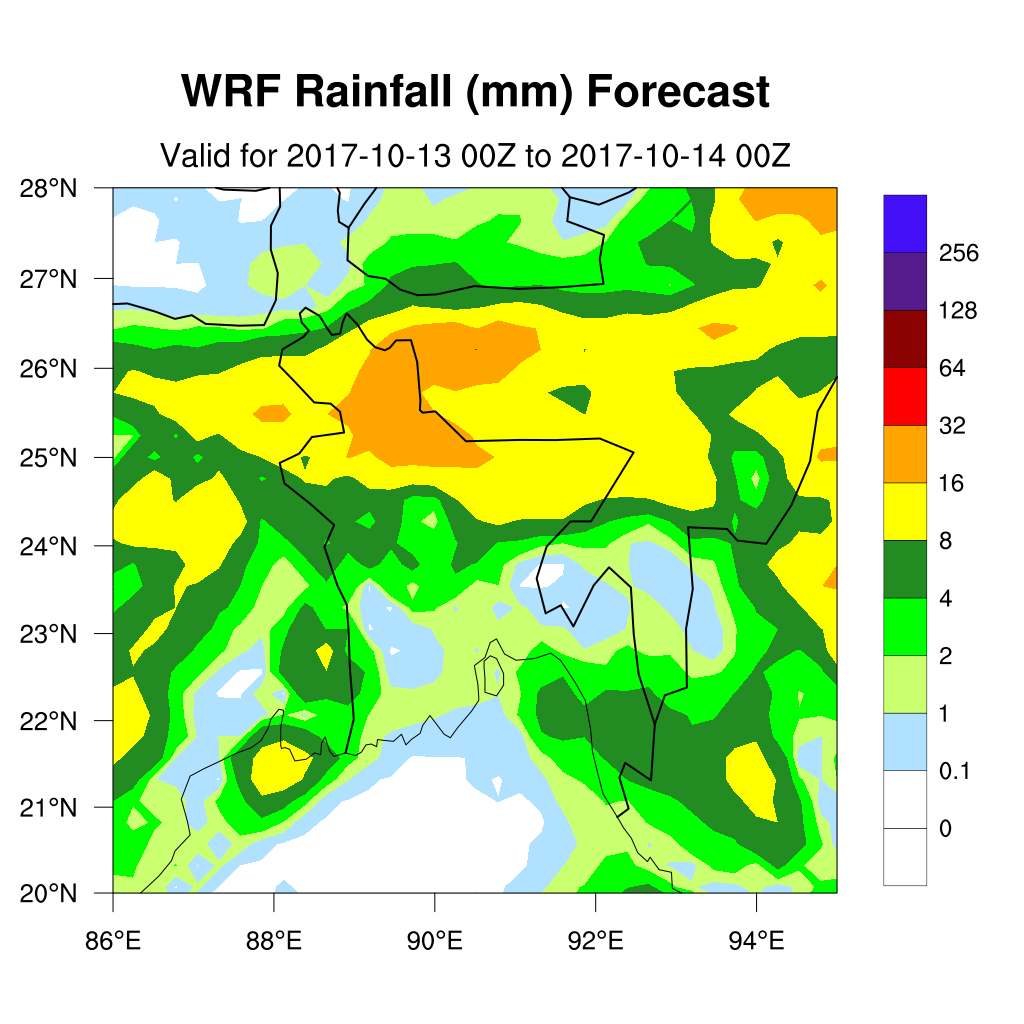 WRF Rainfall (mm) Forecast
Valid for 2017-10-13 00Z to 2017-10-14 00Z
28°N
27°N
26°N
25°N
24°N
23°N
22°N
21°N
20°N
86°E 88°E 90°E 92°E 94°E
256
128
64
32
16
8
4
2
1
0.1
0